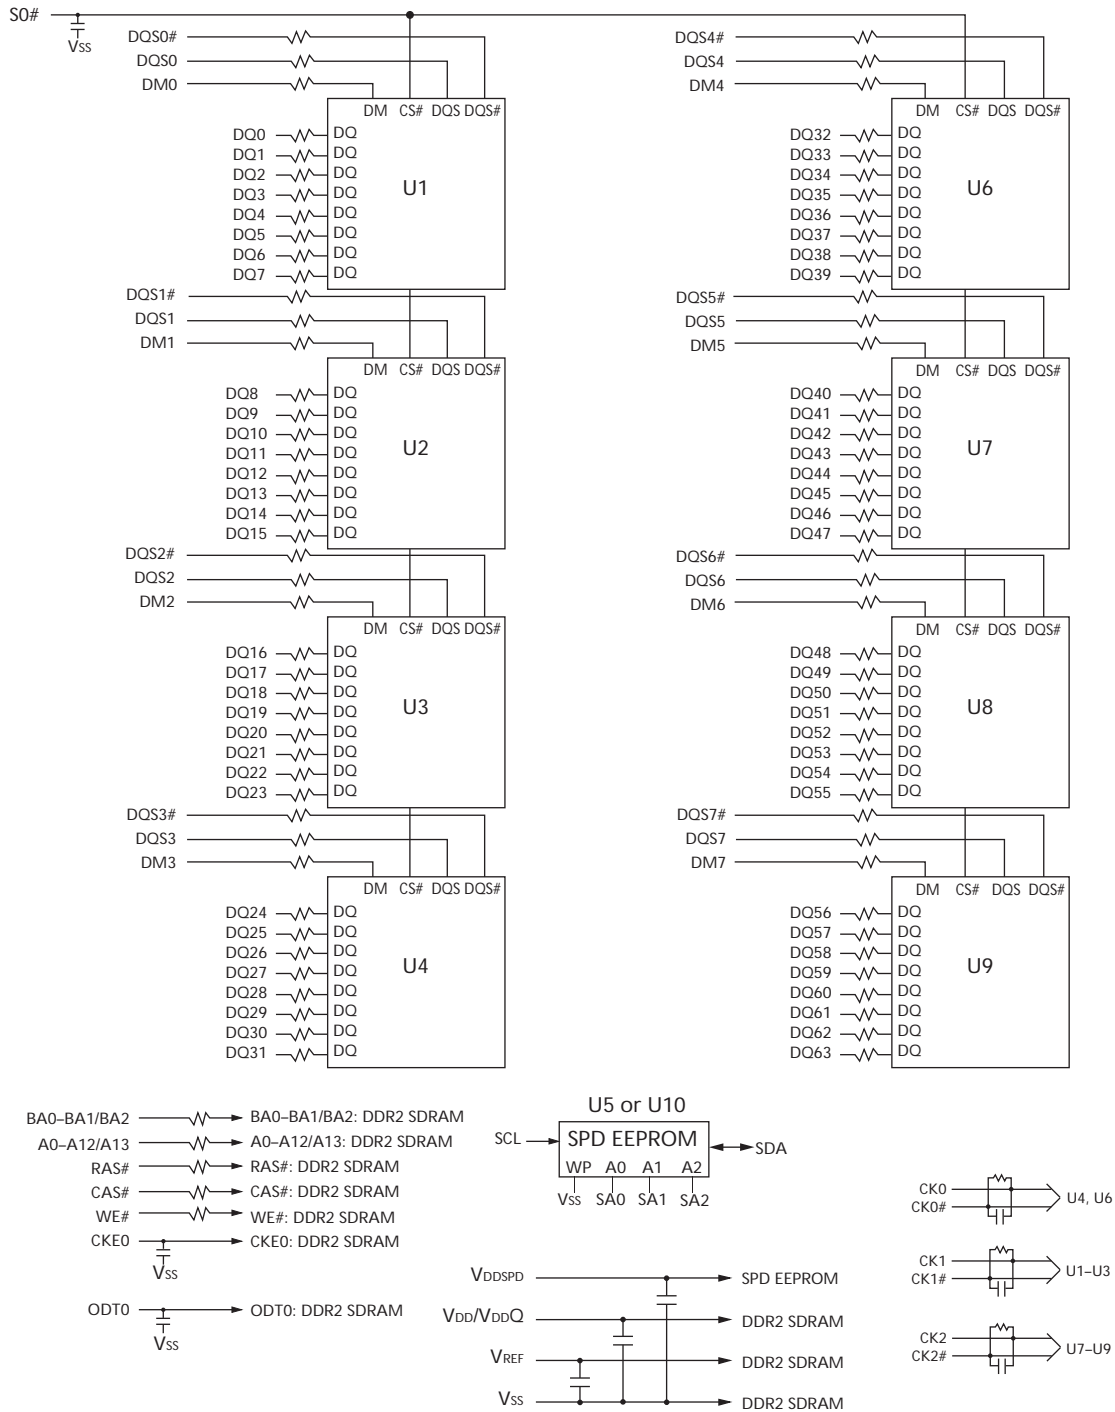 S0#
VSS
DQS0#
DQS0
DM0
DM CS# DQS DQS#
DQ0 DQ
DQ1 DQ
DQ2 DQ
DQ3 DQ
DQ4 DQ
DQ5 DQ
DQ6 DQ
DQ7 DQ
U1
DQS1#
DQS1
DM1
DM CS# DQS DQS#
DQ8 DQ
DQ9 DQ
DQ10 DQ
DQ11 DQ
DQ12 DQ
DQ13 DQ
DQ14 DQ
DQ15 DQ
U2
DQS2#
DQS2
DM2
DM CS# DQS DQS#
DQ16 DQ
DQ17 DQ
DQ18 DQ
DQ19 DQ
DQ20 DQ
DQ21 DQ
DQ22 DQ
DQ23 DQ
U3
DQS3#
DQS3
DM3
DM CS# DQS DQS#
DQ24 DQ
DQ25 DQ
DQ26 DQ
DQ27 DQ
DQ28 DQ
DQ29 DQ
DQ30 DQ
DQ31 DQ
U4
DQS4#
DQS4
DM4
DM CS# DQS DQS#
DQ32 DQ
DQ33 DQ
DQ34 DQ
DQ35 DQ
DQ36 DQ
DQ37 DQ
DQ38 DQ
DQ39 DQ
U6
DQS5#
DQS5
DM5
DM CS# DQS DQS#
DQ40 DQ
DQ41 DQ
DQ42 DQ
DQ43 DQ
DQ44 DQ
DQ45 DQ
DQ46 DQ
DQ47 DQ
U7
DQS6#
DQS6
DM6
DM CS# DQS DQS#
DQ48 DQ
DQ49 DQ
DQ50 DQ
DQ51 DQ
DQ52 DQ
DQ53 DQ
DQ54 DQ
DQ55 DQ
U8
DQS7#
DQS7
DM7
DM CS# DQS DQS#
DQ56 DQ
DQ57 DQ
DQ58 DQ
DQ59 DQ
DQ60 DQ
DQ61 DQ
DQ62 DQ
DQ63 DQ
U9
BA0–BA1/BA2 BA0–BA1/BA2: DDR2 SDRAM
A0–A12/A13 A0–A12/A13: DDR2 SDRAM
RAS# RAS#: DDR2 SDRAM
CAS# CAS#: DDR2 SDRAM
WE# WE#: DDR2 SDRAM
CKE0 CKE0: DDR2 SDRAM
VSS
ODT0 ODT0: DDR2 SDRAM
VSS
U5 or U10
SCL SPD EEPROM SDA
WP A0 A1 A2
VSS SA0 SA1 SA2
VDDSPD SPD EEPROM
VDD/VDDQ DDR2 SDRAM
VREF DDR2 SDRAM
VSS DDR2 SDRAM
CK0
CK0#
U4, U6
CK1
CK1#
U1–U3
CK2
CK2#
U7–U9